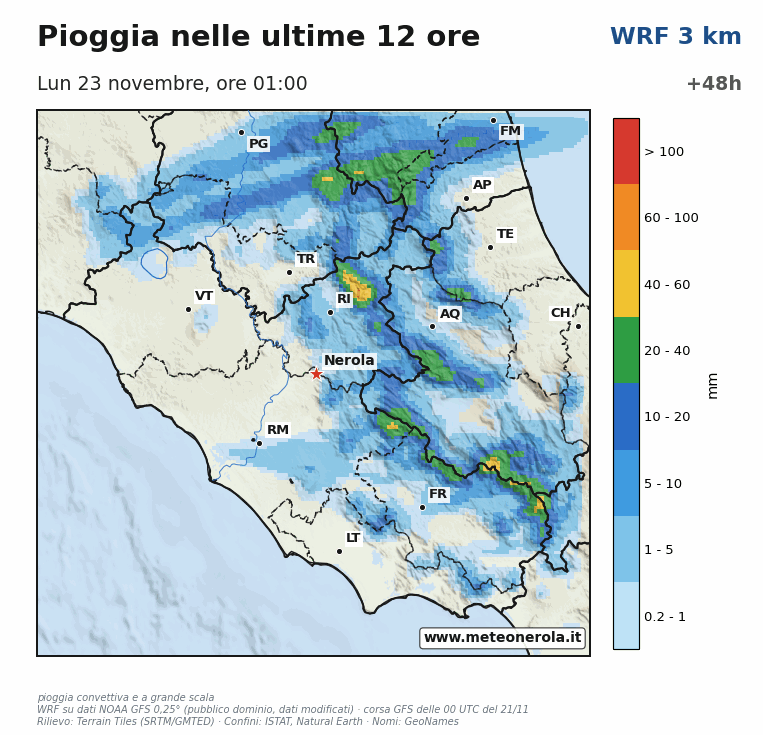 Pioggia nelle ultime 12 ore
WRF 3 km
Lun 23 novembre, ore 01:00
+48h
PG
FM
AP
TE
TR
RI
VT
AQ
CH
Nerola
RM
FR
LT
www.meteonerola.it
> 100
60 - 100
40 - 60
20 - 40
10 - 20
5 - 10
1 - 5
0.2 - 1
mm
pioggia convettiva e a grande scala
WRF su dati NOAA GFS 0,25° (pubblico dominio, dati modificati) · corsa GFS delle 00 UTC del 21/11
Rilievo: Terrain Tiles (SRTM/GMTED) · Confini: ISTAT, Natural Earth · Nomi: GeoNames